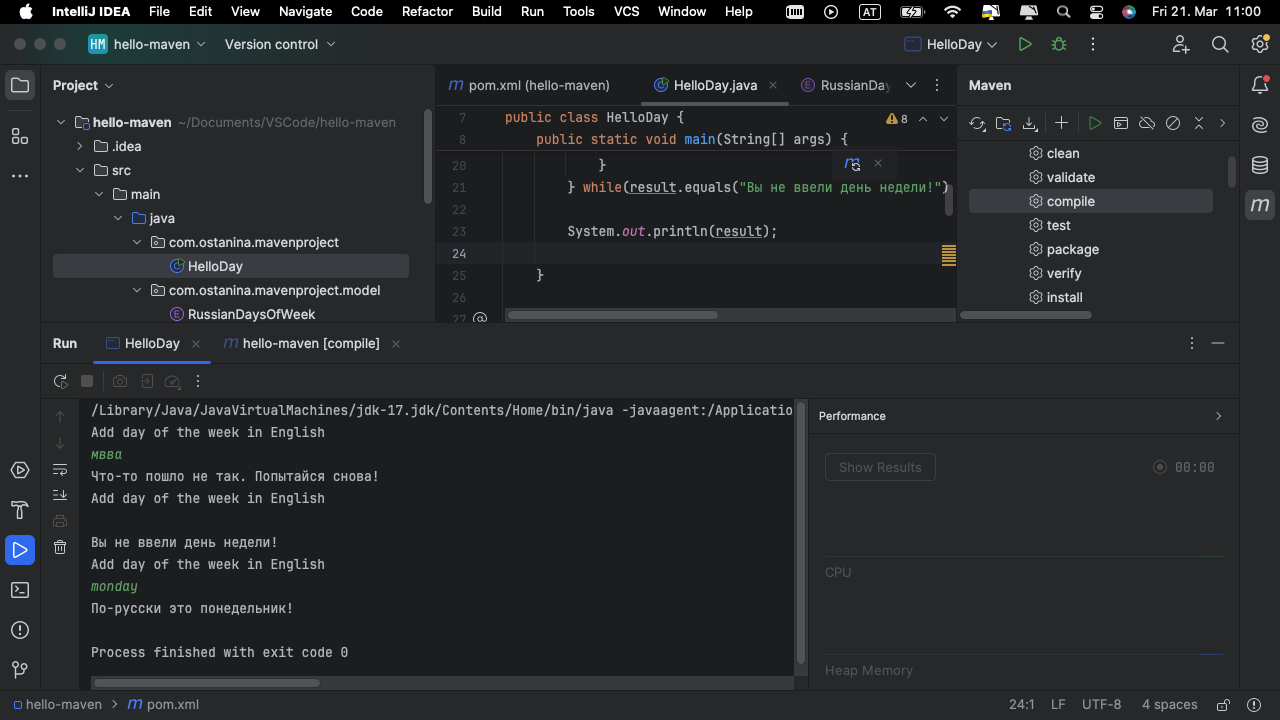 IntelliJ IDEA File Edit View Navigate Code Refactor Build Run Tools VCS Window Help AT Fri 21. Mar 11:00
HM hello-maven Version control HelloDay
Project
hello-maven ~/Documents/VSCode/hello-maven
.idea
src
main
java
com.ostanina.mavenproject
HelloDay
com.ostanina.mavenproject.model
RussianDaysOfWeek
m pom.xml (hello-maven) HelloDay.java RussianDay
7 public class HelloDay { 8
8 public static void main(String[] args) {
20 }
21 } while(result.equals("Вы не ввели день недели!")
22
23 System.out.println(result);
24
25 }
26
27 @
Maven
clean
validate
compile
test
package
verify
install
Run HelloDay m hello-maven [compile]
/Library/Java/JavaVirtualMachines/jdk-17.jdk/Contents/Home/bin/java -javaagent:/Applicatio
Add day of the week in English
мвва
Что-то пошло не так. Попытайся снова!
Add day of the week in English
Вы не ввели день недели!
Add day of the week in English
monday
По-русски это понедельник!
Process finished with exit code 0
Performance
Show Results 00:00
CPU
Heap Memory
hello-maven > m pom.xml 24:1 LF UTF-8 4 spaces